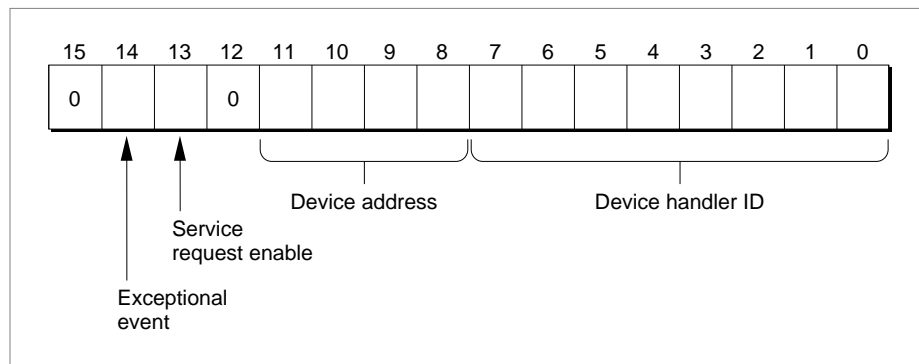 15 14 13 12 11 10 9 8 7 6 5 4 3 2 1 0
0 0
Device address Device handler ID
Service
request enable
Exceptional
event